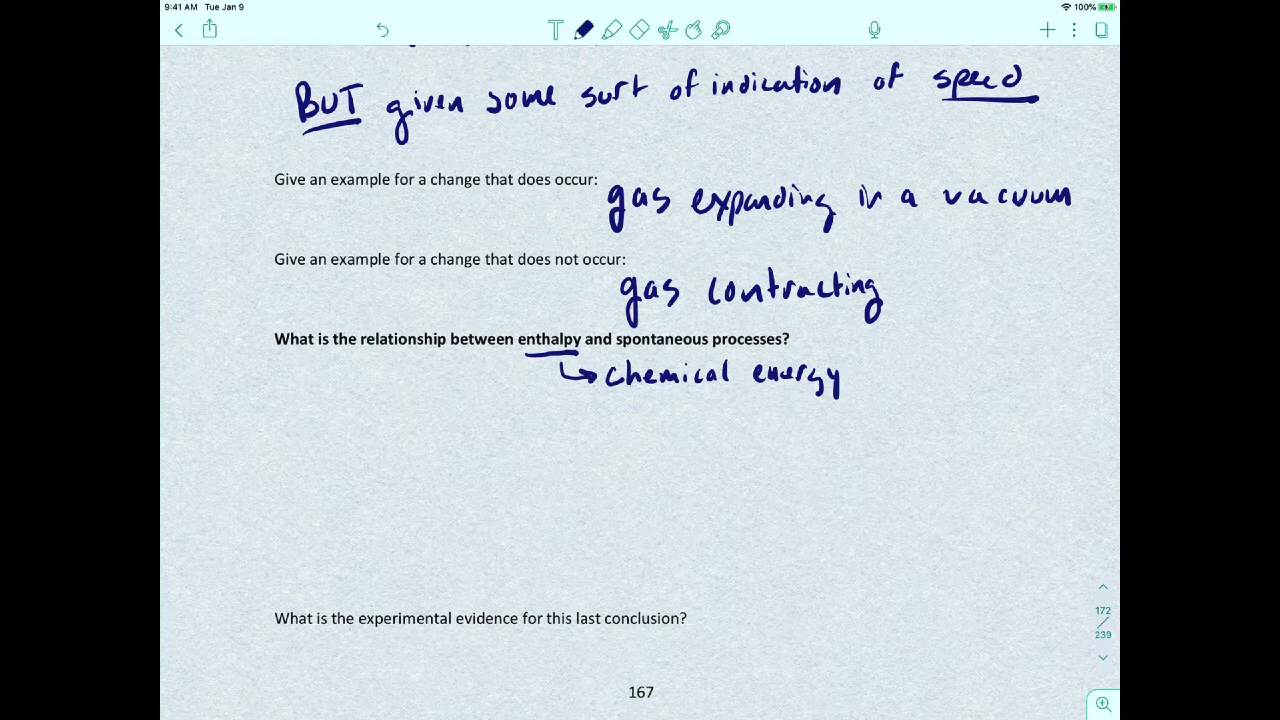 9:41 AM Tue Jan 9
100%
BUT given some surt of indication of speed
Give an example for a change that does occur:
gas expanding in a vacuum
Give an example for a change that does not occur:
gas contracting
What is the relationship between enthalpy and spontaneous processes?
chemical energy
172
239
What is the experimental evidence for this last conclusion?
167